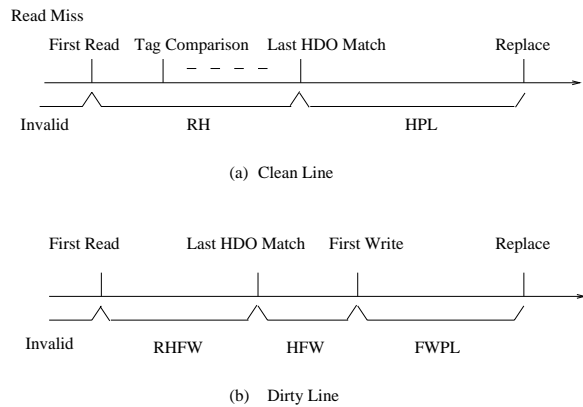 Read Miss
First Read Tag Comparison Last HDO Match Replace
Invalid RH HPL
(a) Clean Line
First Read Last HDO Match First Write Replace
Invalid RHFW HFW FWPL
(b) Dirty Line